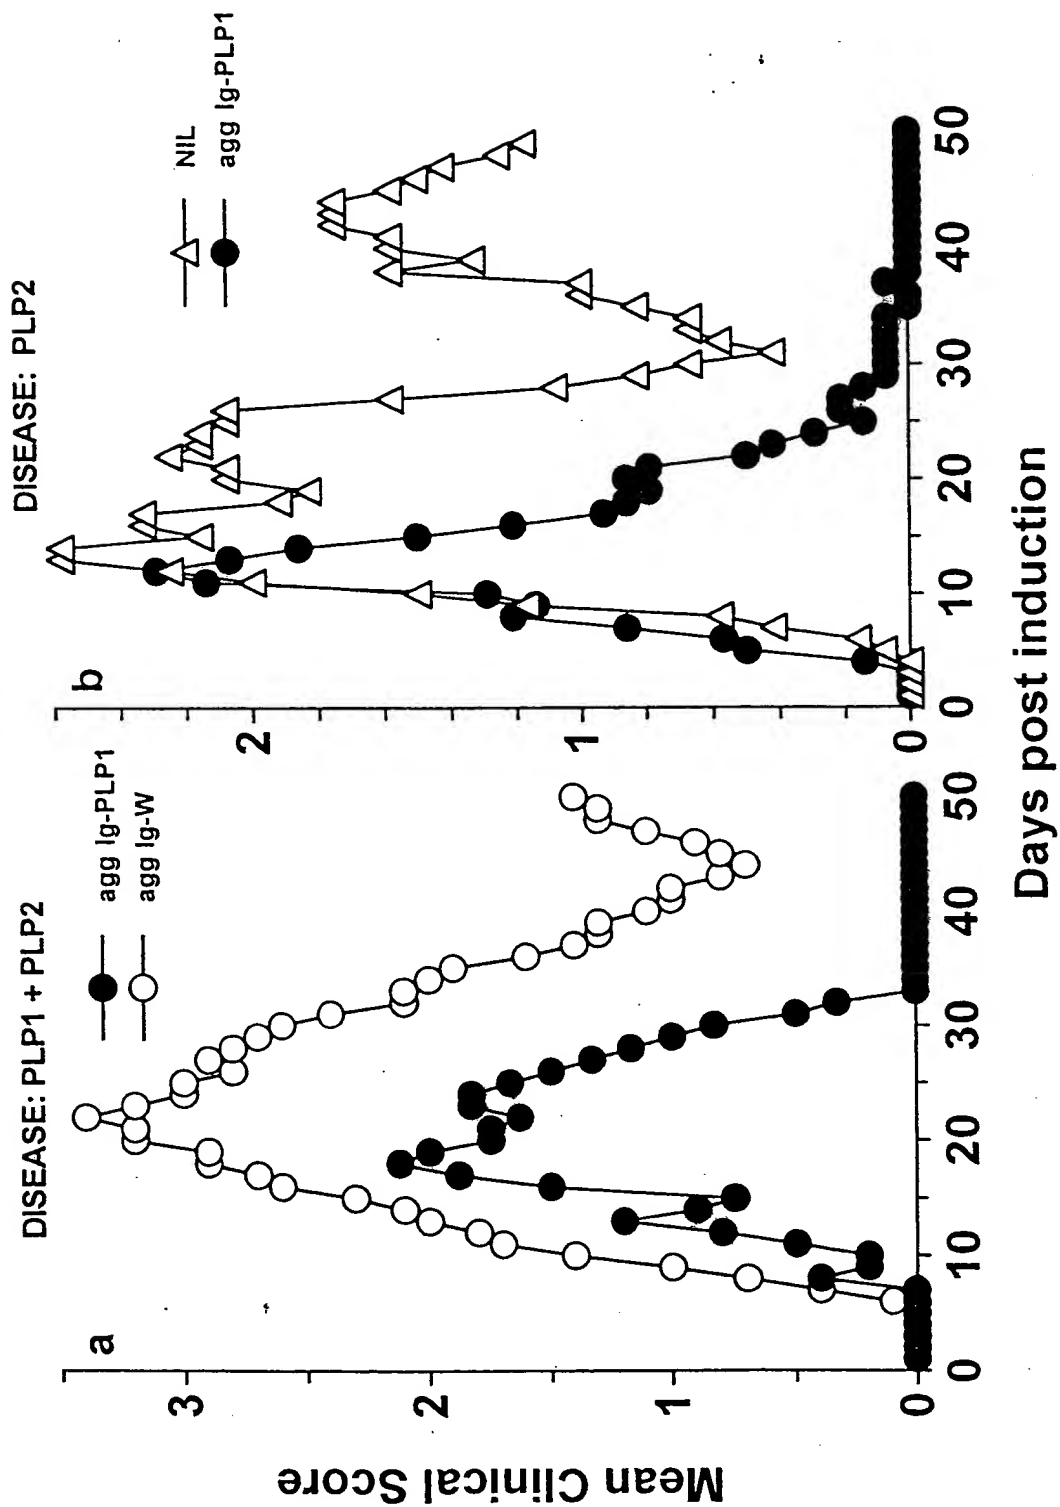 DISEASE: PLP1 + PLP2
a
agg Ig-PLP1
agg Ig-W
Mean Clinical Score
3
2
1
0
0 10 20 30 40 50
DISEASE: PLP2
b
NIL
agg Ig-PLP1
2
1
0
0 10 20 30 40 50
Days post induction